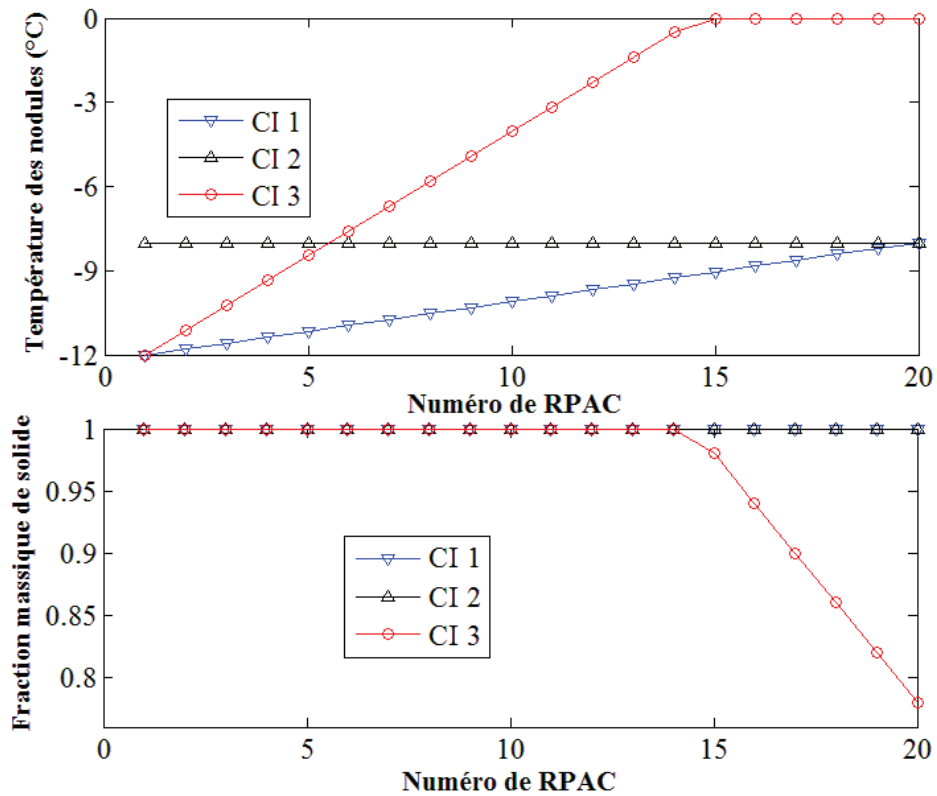 Température des nodules (°C)
0
-3
-6
-9
-12
CI 1
CI 2
CI 3
5
10
15
20
Numéro de RPAC
Fraction massique de solide
1
0.95
0.9
0.85
0.8
CI 1
CI 2
CI 3
0
5
10
15
20
Numéro de RPAC